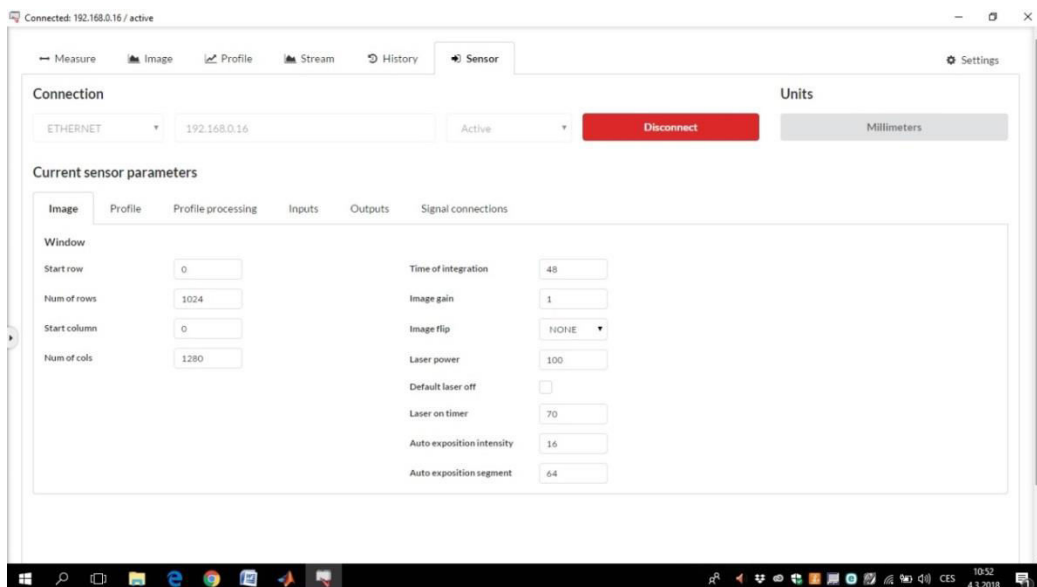 Connected: 192.168.0.16 / active
Measure Image Profile Stream History Sensor Settings
Connection Units
ETHERNET 192.168.0.16 Active Disconnect Millimeters
Current sensor parameters
Image Profile Profile processing Inputs Outputs Signal connections
Window
Start row 0 Time of integration 48
Num of rows 1024 Image gain 1
Start column 0 Image flip NONE
Num of cols 1280 Laser power 100
Default laser off
Laser on timer 70
Auto exposition intensity 16
Auto exposition segment 64
10:52
CES
4.3.2018